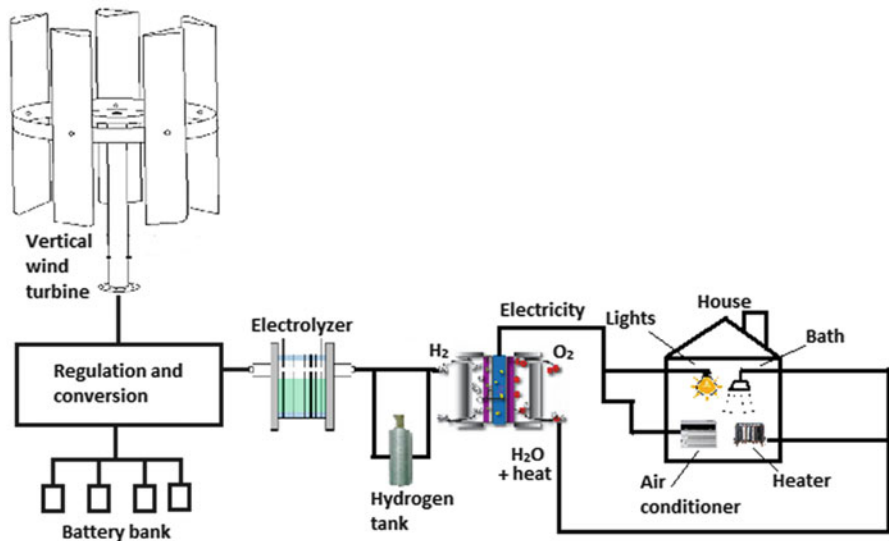 Vertical
wind
turbine
Regulation and
conversion
Battery bank
Electrolyzer
Hydrogen
tank
H₂
Electricity
O₂
H₂O
+ heat
House
Lights
Bath
Air
conditioner
Heater